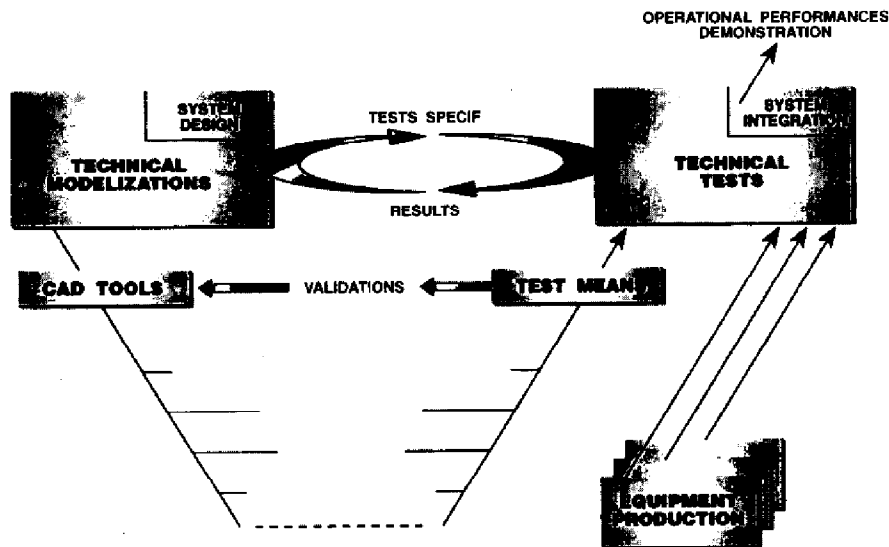 OPERATIONAL PERFORMANCES
DEMONSTRATION
SYSTEM
DESIGN
TECHNICAL
MODELIZATIONS
TESTS SPECIF
RESULTS
SYSTEM
INTEGRATION
TECHNICAL
TESTS
CAD TOOLS
VALIDATIONS
TEST MEAN
EQUIPMENT
PRODUCTION